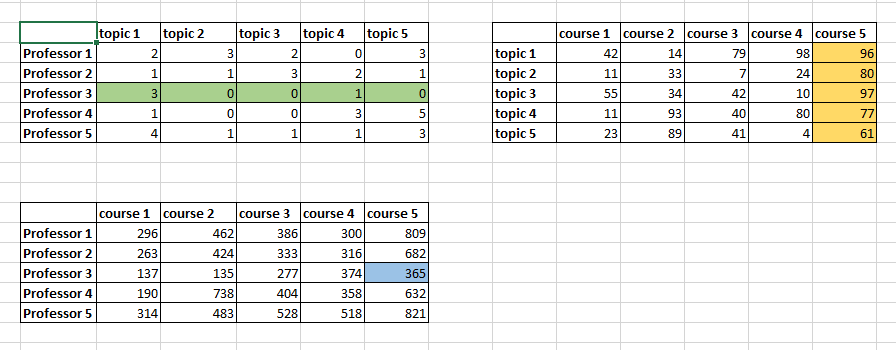 topic 1 topic 2 topic 3 topic 4 topic 5
Professor 1 2 3 2 0 3
Professor 2 1 1 3 2 1
Professor 3 3 0 0 1 0
Professor 4 1 0 0 3 5
Professor 5 4 1 1 1 3
course 1 course 2 course 3 course 4 course 5
topic 1 42 14 79 98 96
topic 2 11 33 7 24 80
topic 3 55 34 42 10 97
topic 4 11 93 40 80 77
topic 5 23 89 41 4 61
course 1 course 2 course 3 course 4 course 5
Professor 1 296 462 386 300 809
Professor 2 263 424 333 316 682
Professor 3 137 135 277 374 365
Professor 4 190 738 404 358 632
Professor 5 314 483 528 518 821